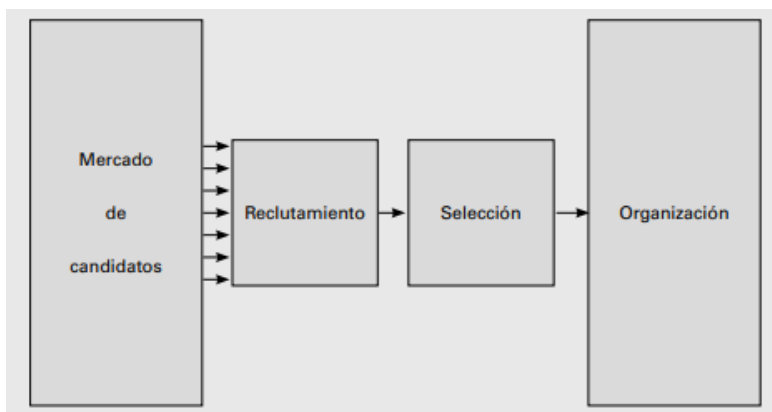 Mercado
de
candidatos
Reclutamiento
Selección
Organización